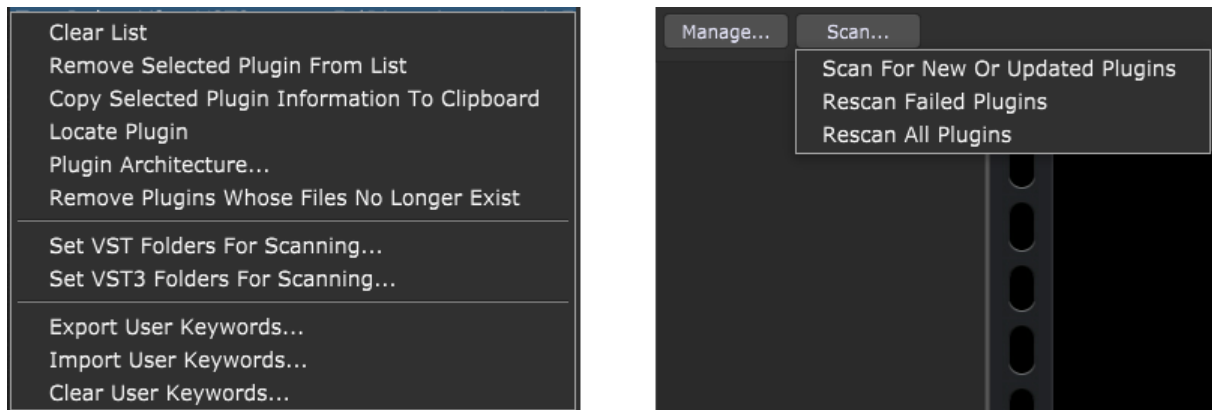 Clear List
Remove Selected Plugin From List
Copy Selected Plugin Information To Clipboard
Locate Plugin
Plugin Architecture...
Remove Plugins Whose Files No Longer Exist
Set VST Folders For Scanning...
Set VST3 Folders For Scanning...
Export User Keywords...
Import User Keywords...
Clear User Keywords...
Manage...
Scan...
Scan For New Or Updated Plugins
Rescan Failed Plugins
Rescan All Plugins